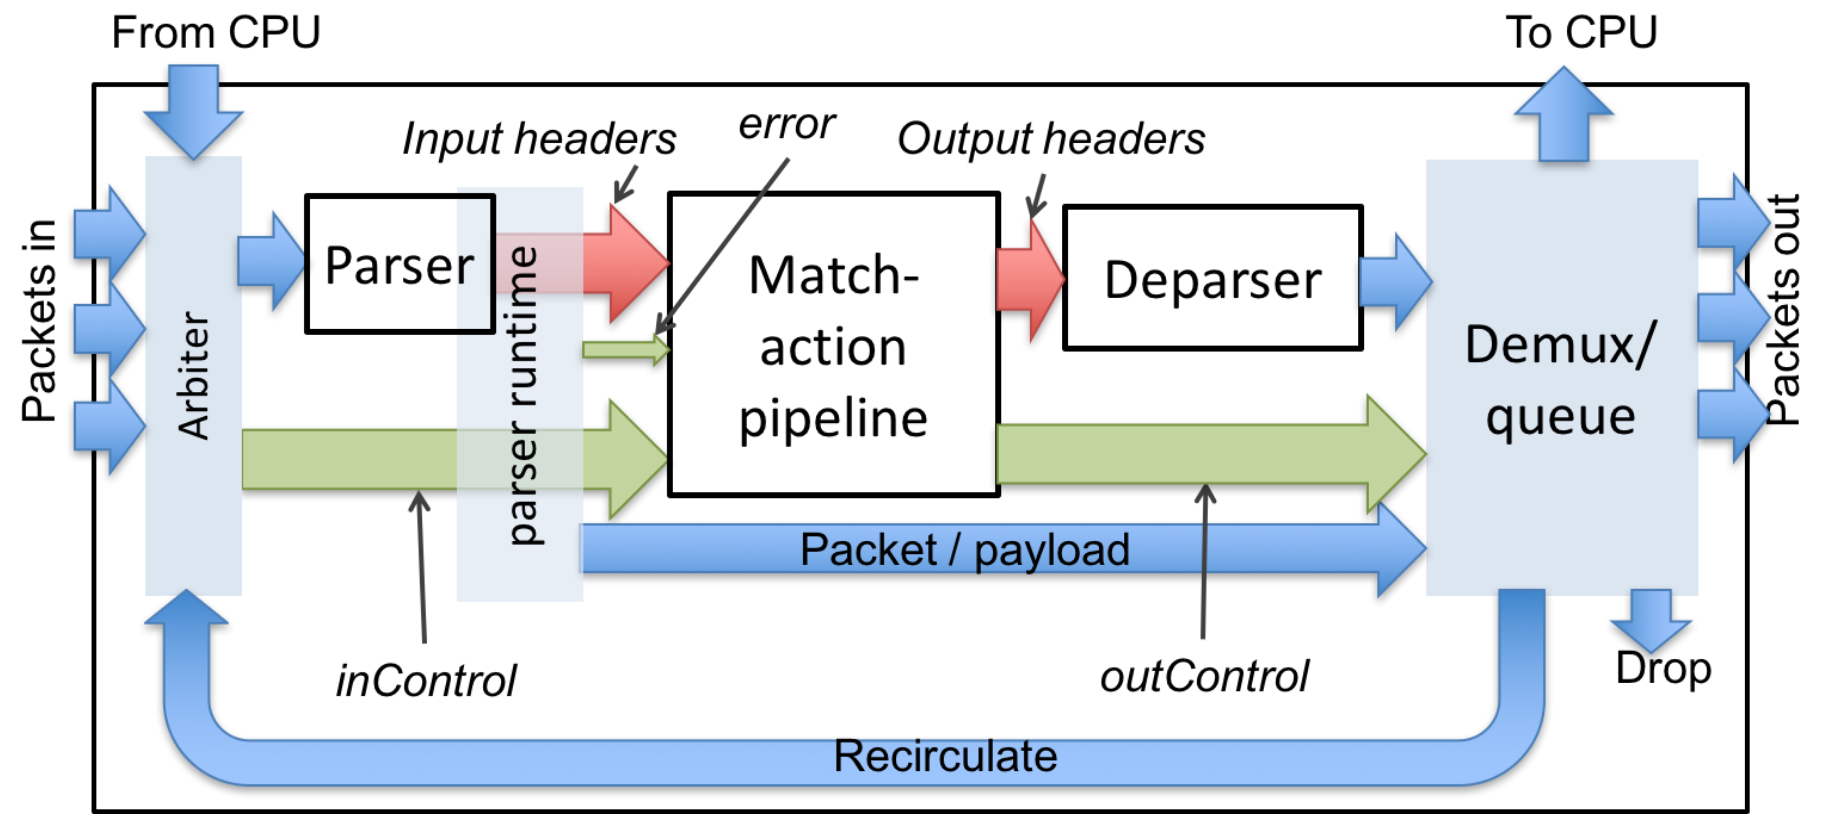 From CPU
To CPU
Input headers
error
Output headers
Packets in
Arbiter
Parser
parser runtime
Match-
action
pipeline
Deparser
Demux/
queue
Packets out
Packet / payload
inControl
outControl
Drop
Recirculate